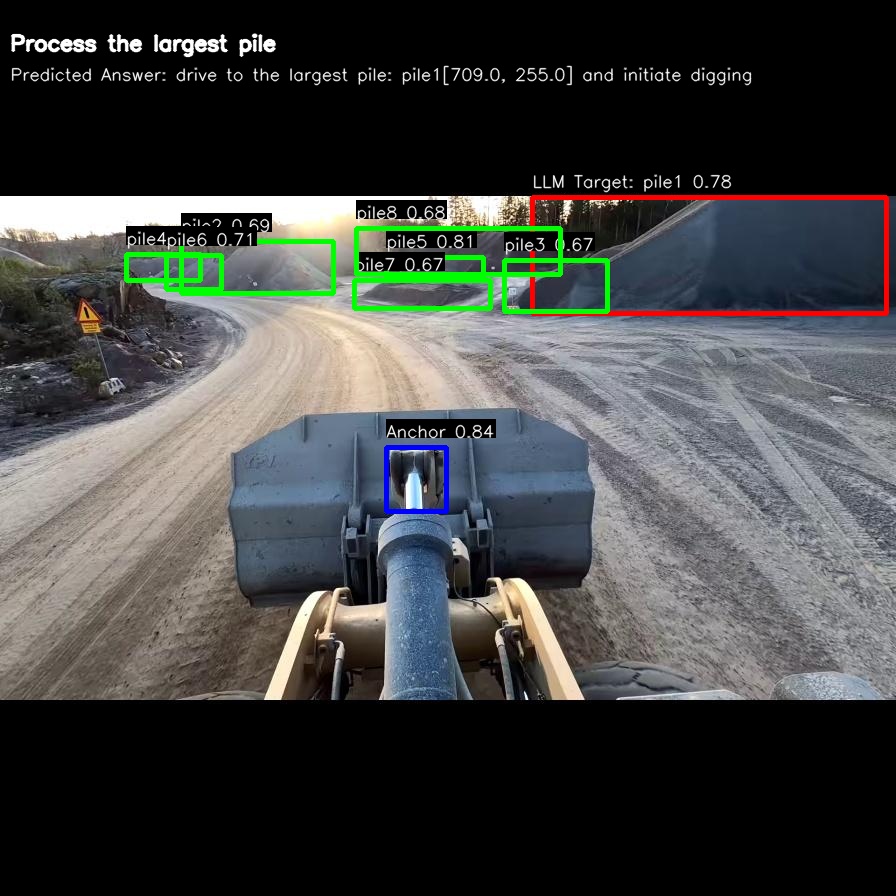 Process the largest pile
Predicted Answer: drive to the largest pile: pile1[709.0, 255.0] and initiate digging
LLM Target: pile1 0.78
pile8 0.68
pile2 0.69
pile4
pile6 0.71
pile5 0.81
pile3 0.67
pile7 0.67
Anchor 0.84